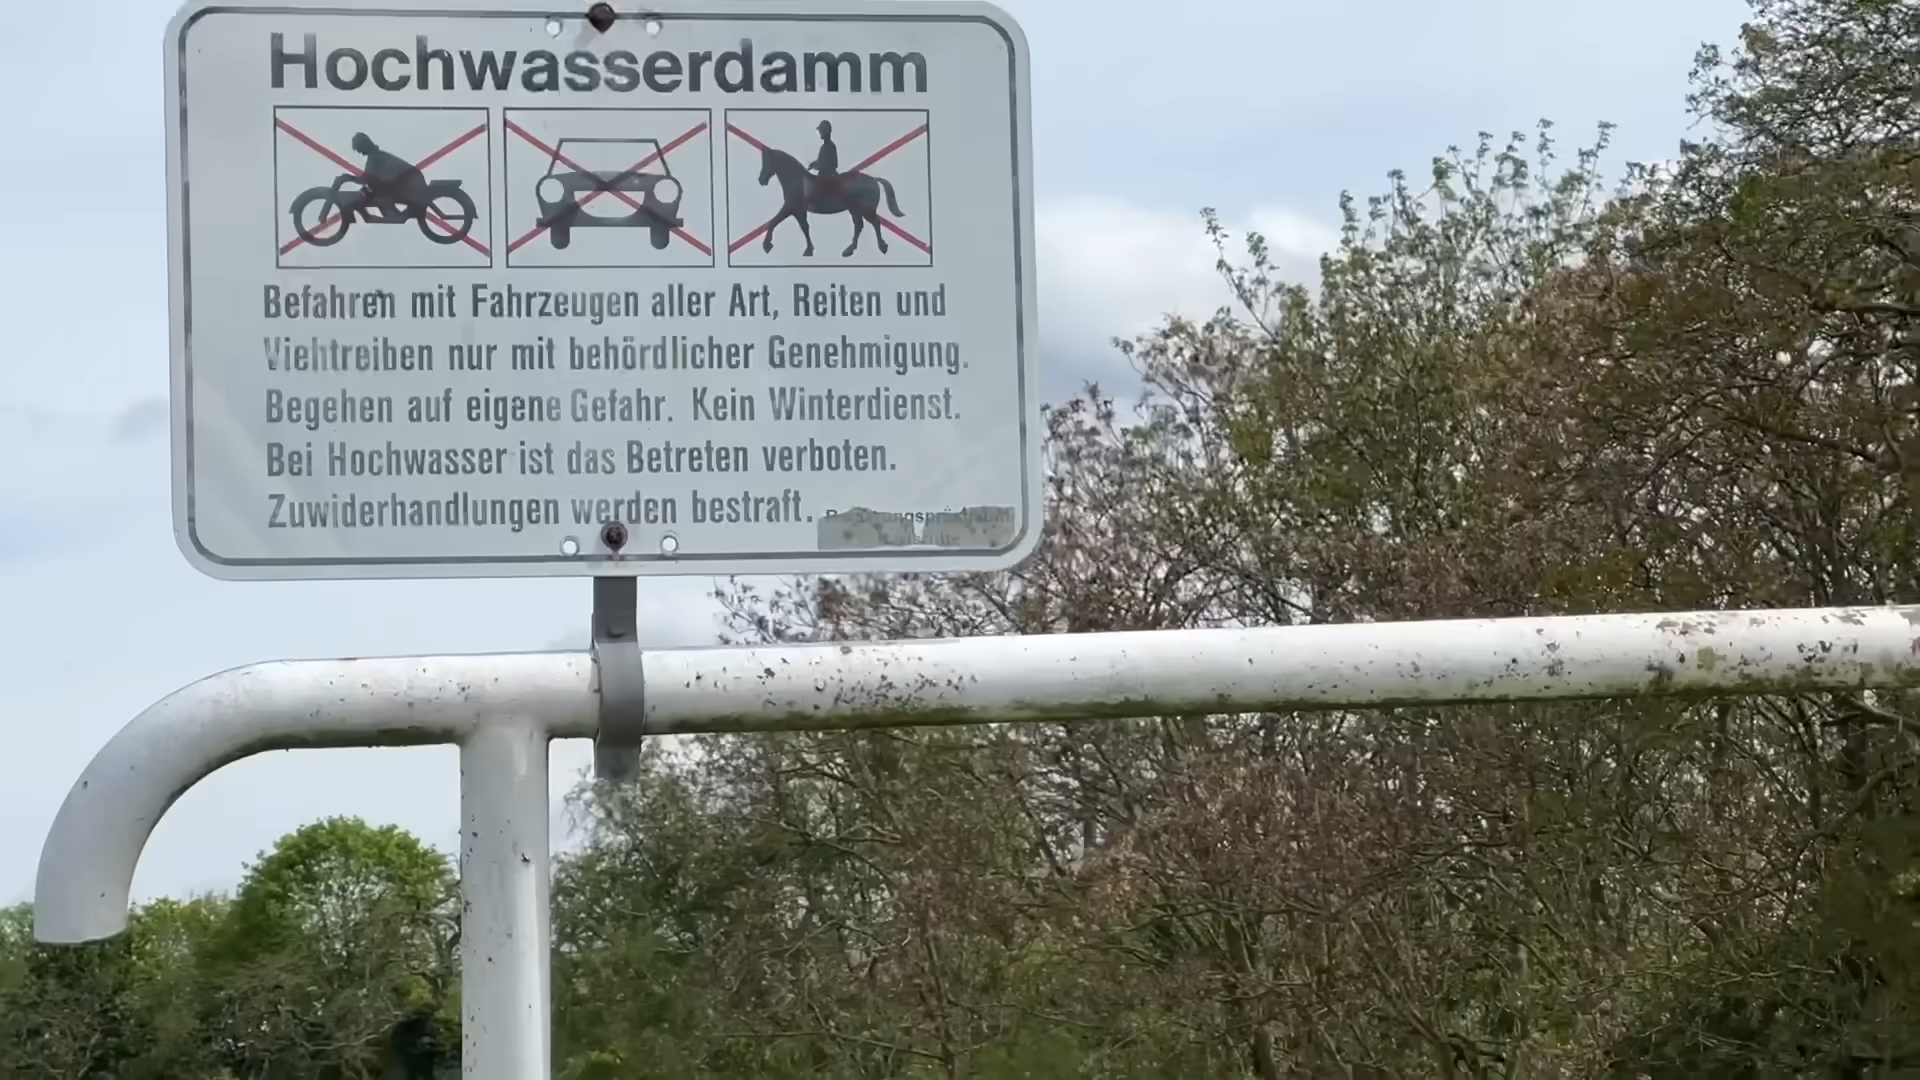 Hochwasserdamm
Befahren mit Fahrzeugen aller Art, Reiten und
Viehtreiben nur mit behördlicher Genehmigung.
Begehen auf eigene Gefahr. Kein Winterdienst.
Bei Hochwasser ist das Betreten verboten.
Zuwiderhandlungen werden bestraft.